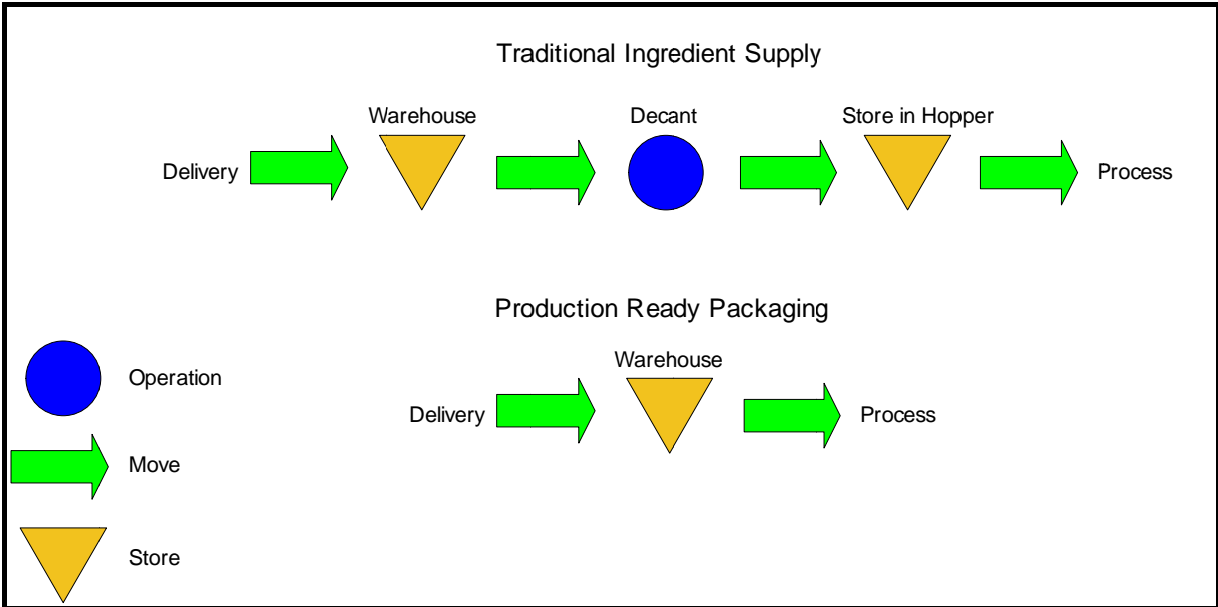 Traditional Ingredient Supply
Warehouse
Decant
Store in Hopper
Delivery
Process
Production Ready Packaging
Warehouse
Delivery
Process
Operation
Move
Store